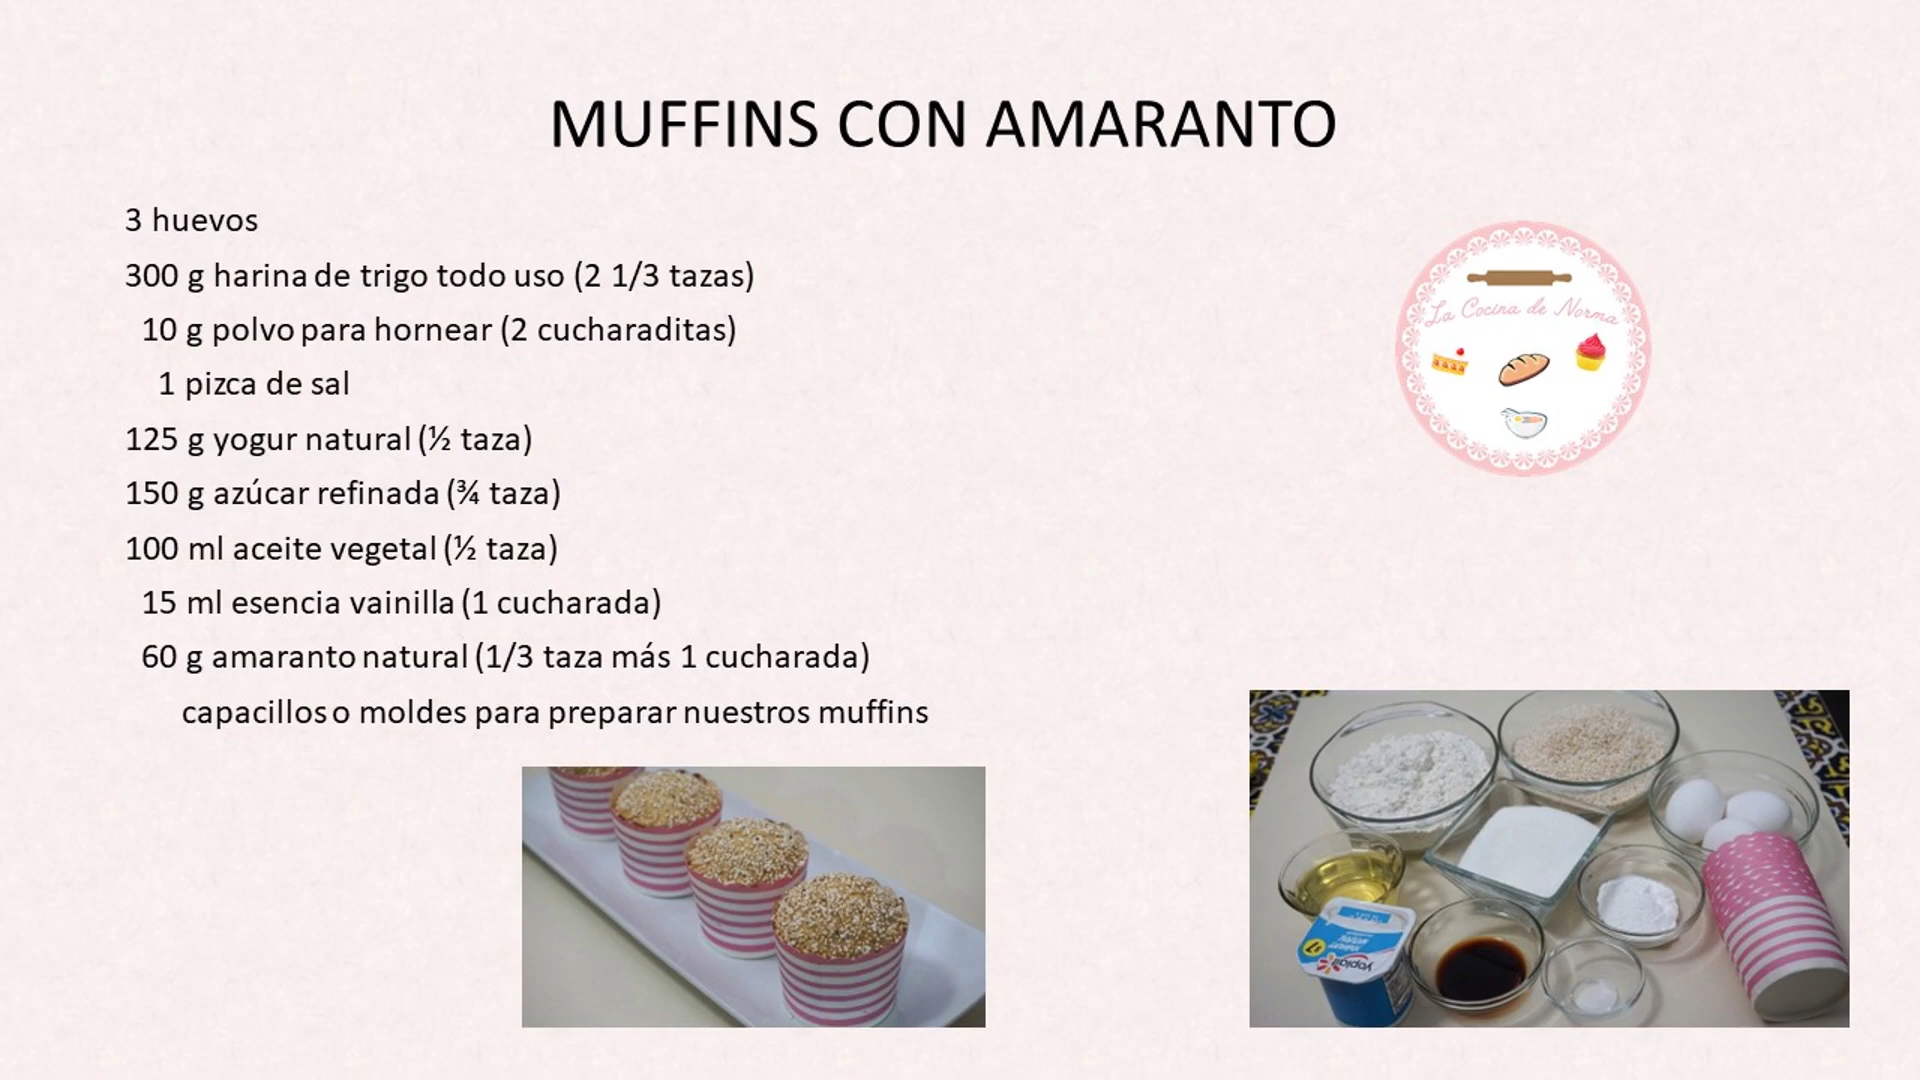 MUFFINS CON AMARANTO
3 huevos
300 g harina de trigo todo uso (2 1/3 tazas)
10 g polvo para hornear (2 cucharaditas)
1 pizca de sal
125 g yogur natural (½ taza)
150 g azúcar refinada (¾ taza)
100 ml aceite vegetal (½ taza)
15 ml esencia vainilla (1 cucharada)
60 g amaranto natural (1/3 taza más 1 cucharada)
capacillos o moldes para preparar nuestros muffins
La Cocina de Norma
Yoplait